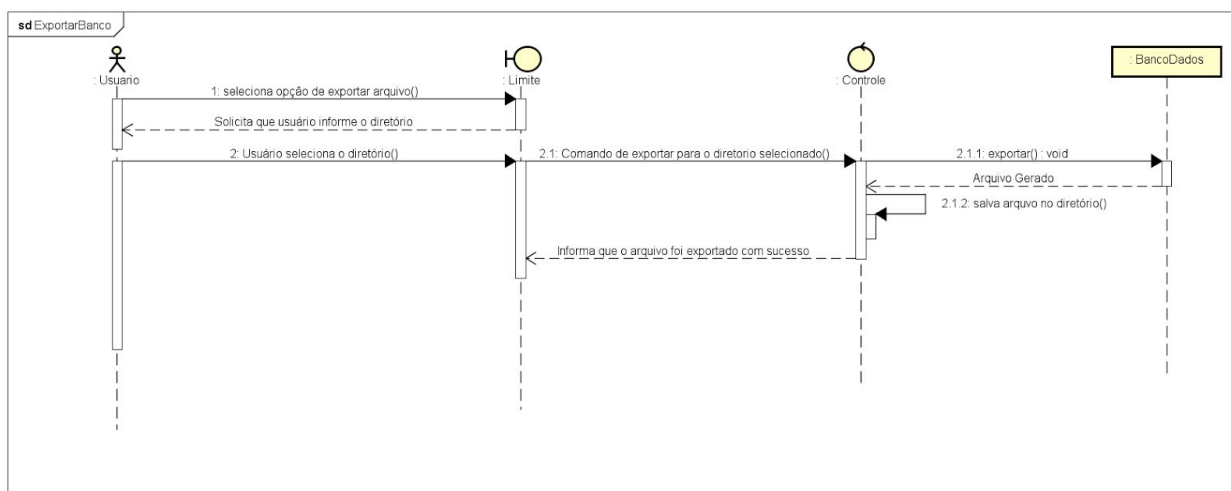 sd ExportarBanco
: Usuario
: Limite
: Controle
: BancoDados
1: seleciona opção de exportar arquivo()
Solicita que usuário informe o diretório
2: Usuário seleciona o diretório()
2.1: Comando de exportar para o diretorio selecionado()
2.1.1: exportar() : void
Arquivo Gerado
2.1.2: salva arquvo no diretório()
Informa que o arquivo foi exportado com sucesso